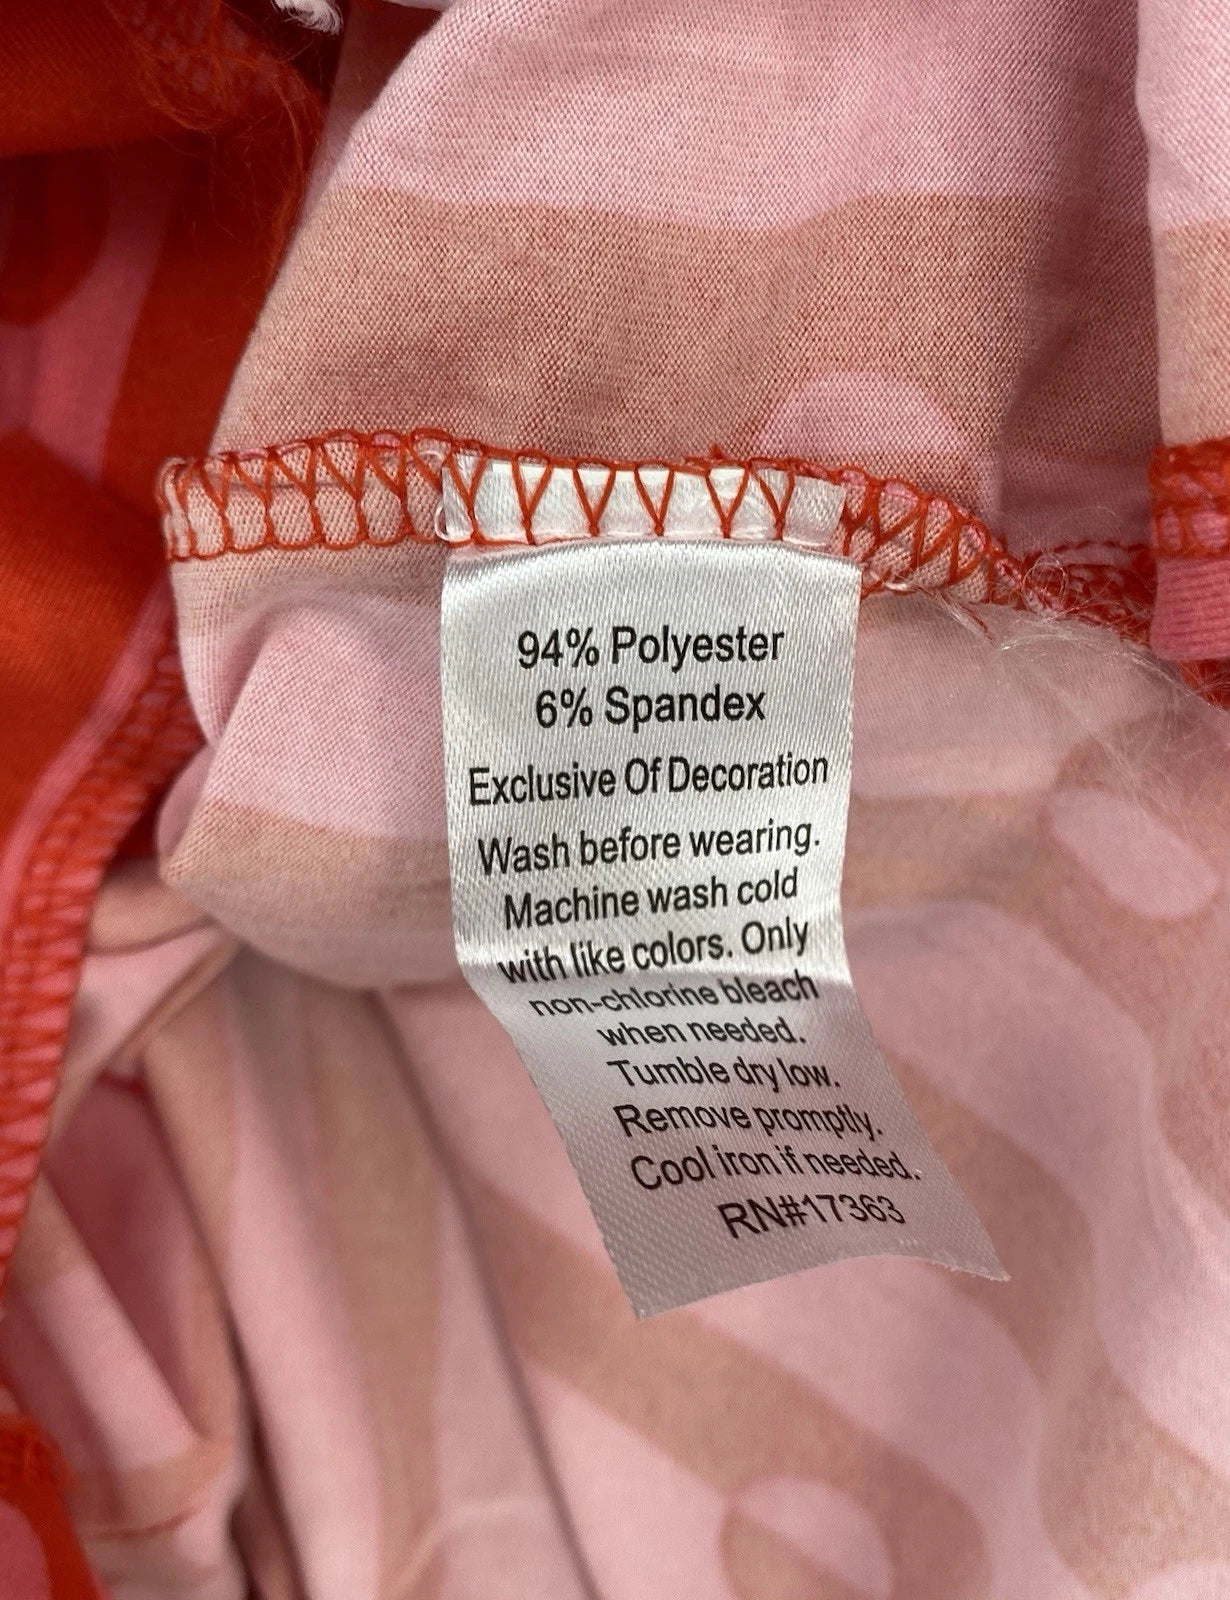 94% Polyester
6% Spandex
Exclusive Of Decoration
Wash before wearing.
Machine wash cold
with like colors. Only
non-chlorine bleach
when needed.
Tumble dry low.
Remove promptly.
Cool iron if needed.
RN#17363